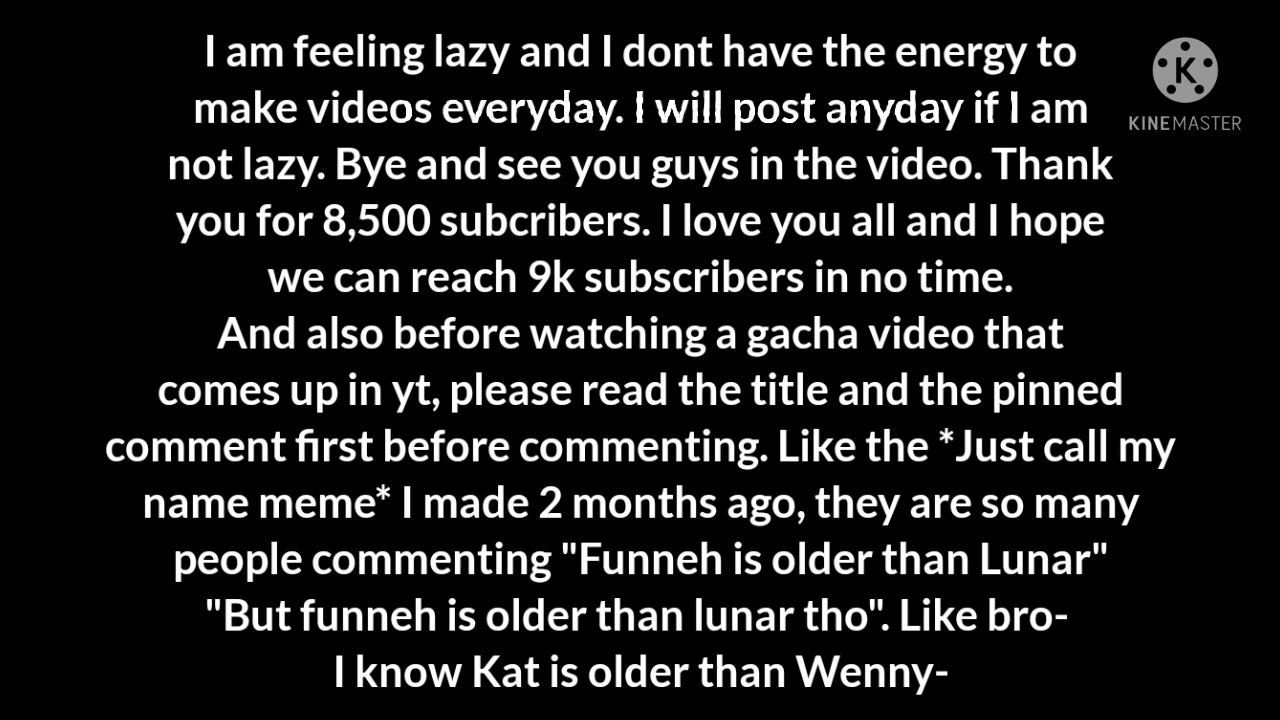 I am feeling lazy and I dont have the energy to
make videos everyday. I will post anyday if I am
not lazy. Bye and see you guys in the video. Thank
you for 8,500 subcribers. I love you all and I hope
we can reach 9k subscribers in no time.
And also before watching a gacha video that
comes up in yt, please read the title and the pinned
comment first before commenting. Like the *Just call my
name meme* I made 2 months ago, they are so many
people commenting "Funneh is older than Lunar"
"But funneh is older than lunar tho". Like bro-
I know Kat is older than Wenny-
K
KINEMASTER